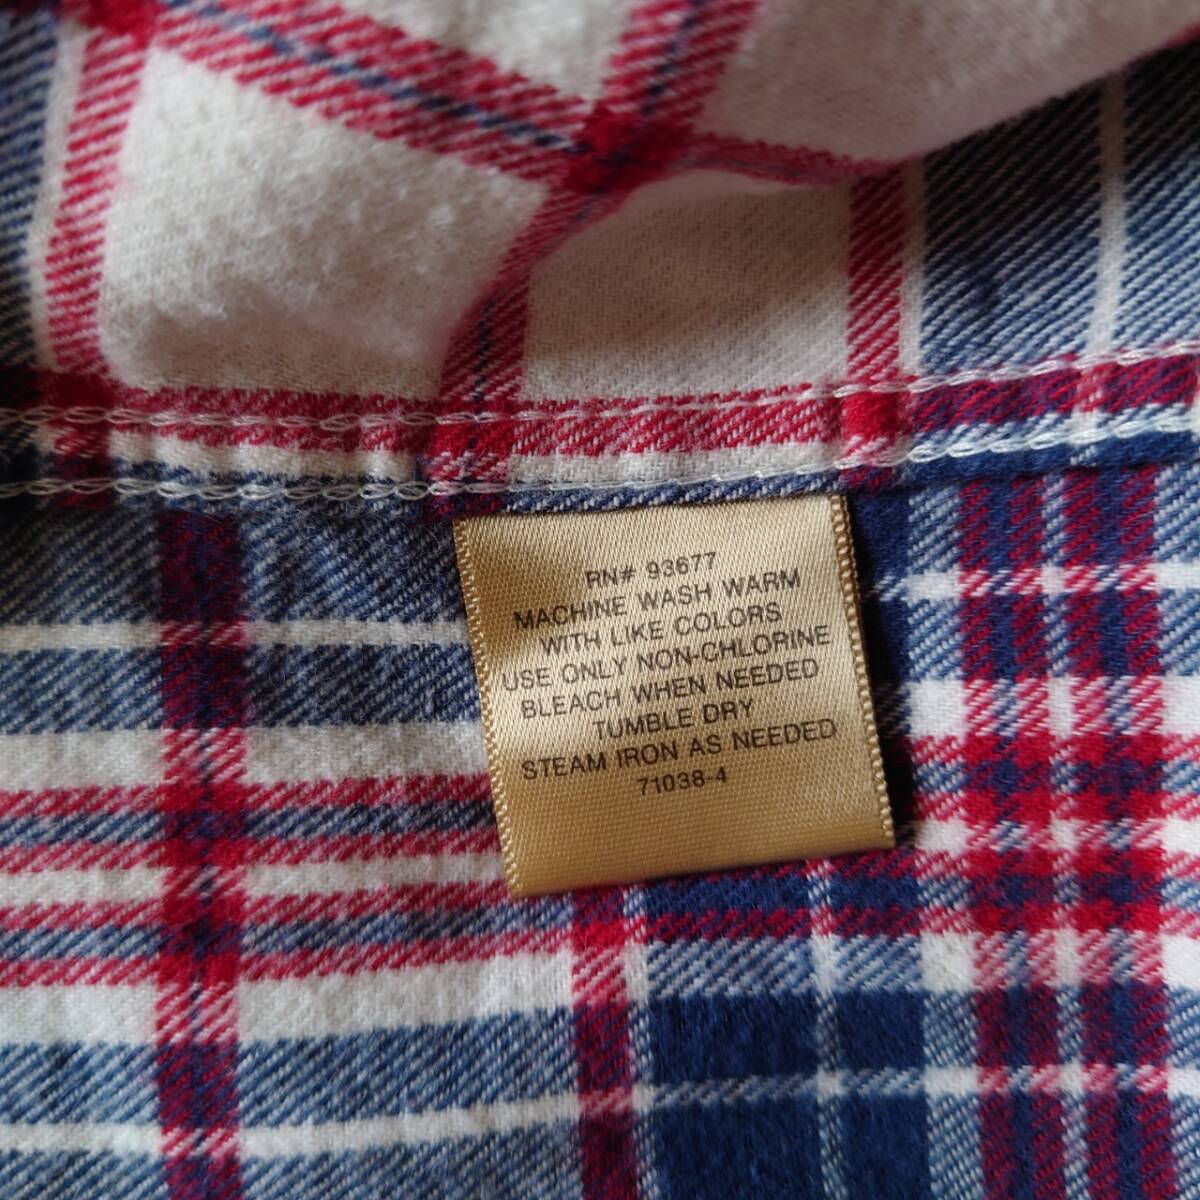 RN# 93677
MACHINE WASH WARM
WITH LIKE COLORS
USE ONLY NON-CHLORINE
BLEACH WHEN NEEDED
TUMBLE DRY
STEAM IRON AS NEEDED
71038-4